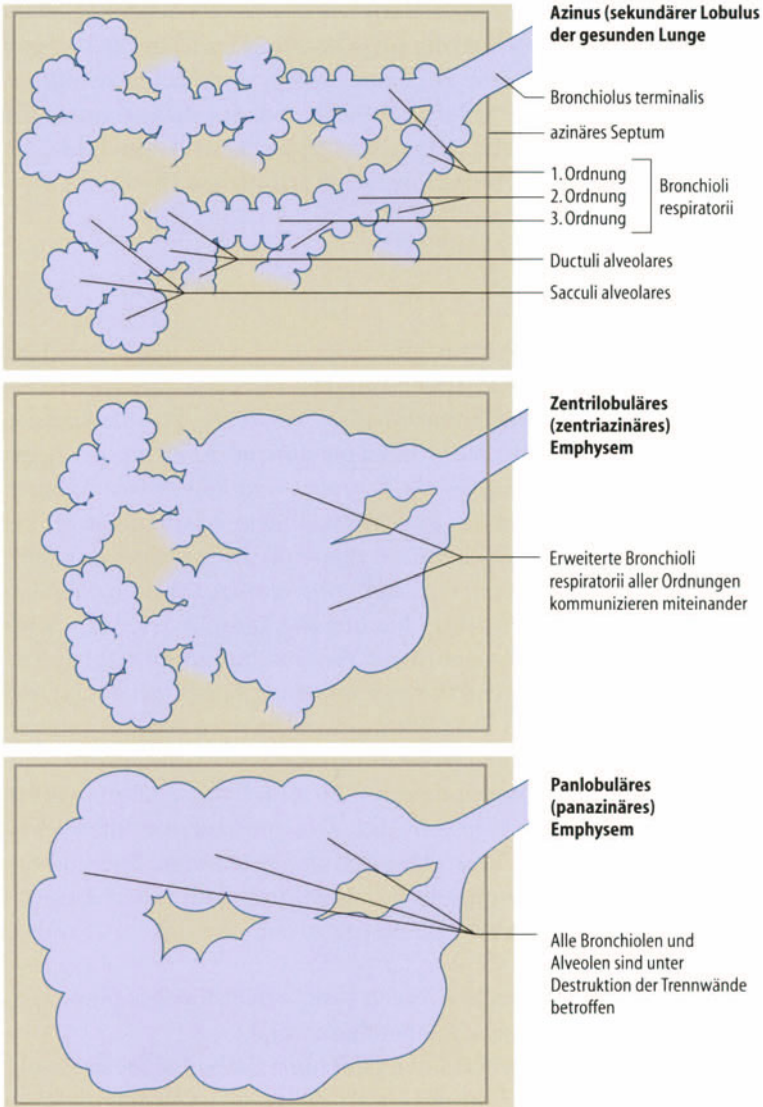 Azinus (sekundärer Lobulus
der gesunden Lunge
Bronchiolus terminalis
azinäres Septum
1. Ordnung
2. Ordnung
3. Ordnung
Bronchioli
respiratorii
Ductuli alveolares
Sacculi alveolares
Zentrilobuläres
(zentriazinäres)
Emphysem
Erweiterte Bronchioli
respiratorii aller Ordnungen
kommunizieren miteinander
Panlobuläres
(panazinäres)
Emphysem
Alle Bronchiolen und
Alveolen sind unter
Destruktion der Trennwände
betroffen